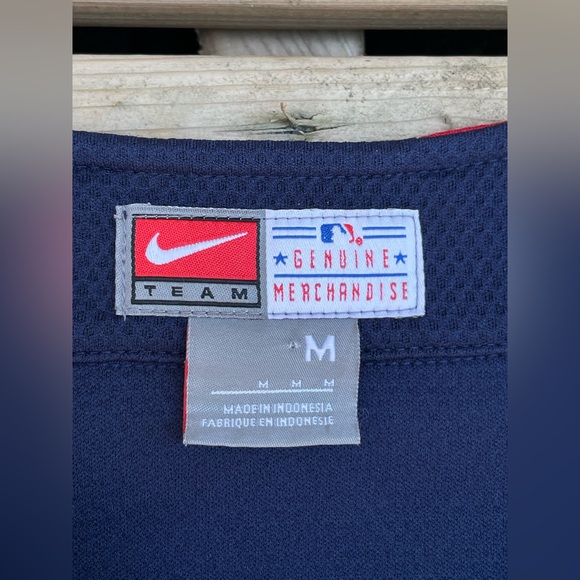 TEAM
GENUINE
MERCHANDISE
M
M M M
MADE IN INDONESIA
FABRIQUE EN INDONESIE